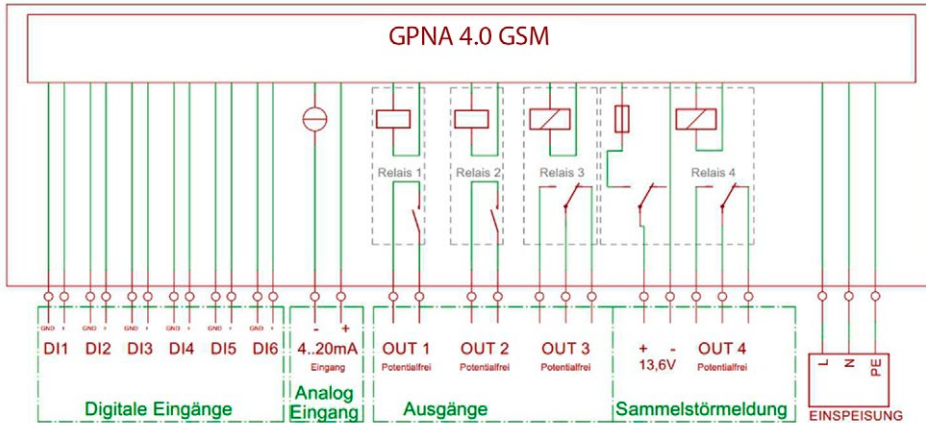 GPNA 4.0 GSM
Relais 1
Relais 2
Relais 3
Relais 4
GND + GND + GND + GND + GND + GND +
DI1 DI2 DI3 DI4 DI5 DI6
- +
4..20mA
Eingang
OUT 1
Potentialfrei
OUT 2
Potentialfrei
OUT 3
Potentialfrei
+ -
13,6V
OUT 4
Potentialfrei
L
N
PE
Digitale Eingänge
Analog
Eingang
Ausgänge
Sammelstörmeldung
EINSPEISUNG